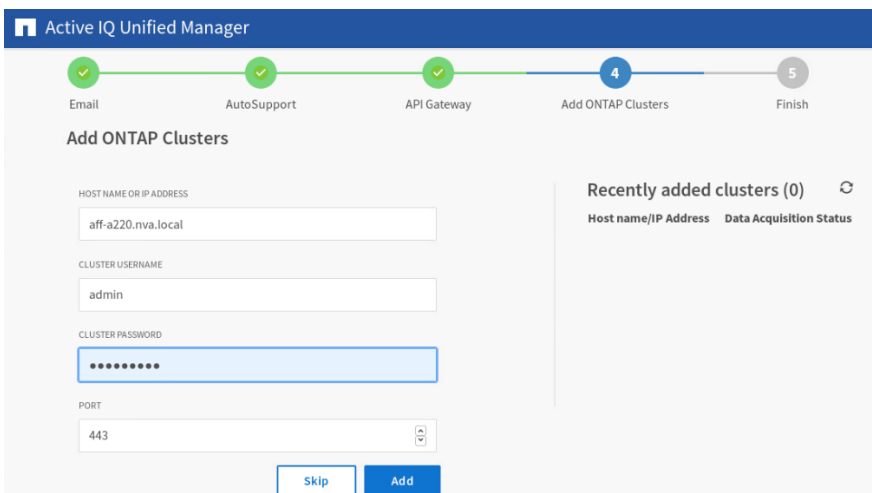 Active IQ Unified Manager
4
5
Email
AutoSupport
API Gateway
Add ONTAP Clusters
Finish
Add ONTAP Clusters
HOST NAME OR IP ADDRESS
aff-a220.nva.local
CLUSTER USERNAME
admin
CLUSTER PASSWORD
•••••••••
PORT
443
Skip
Add
Recently added clusters (0)
Host name/IP Address
Data Acquisition Status